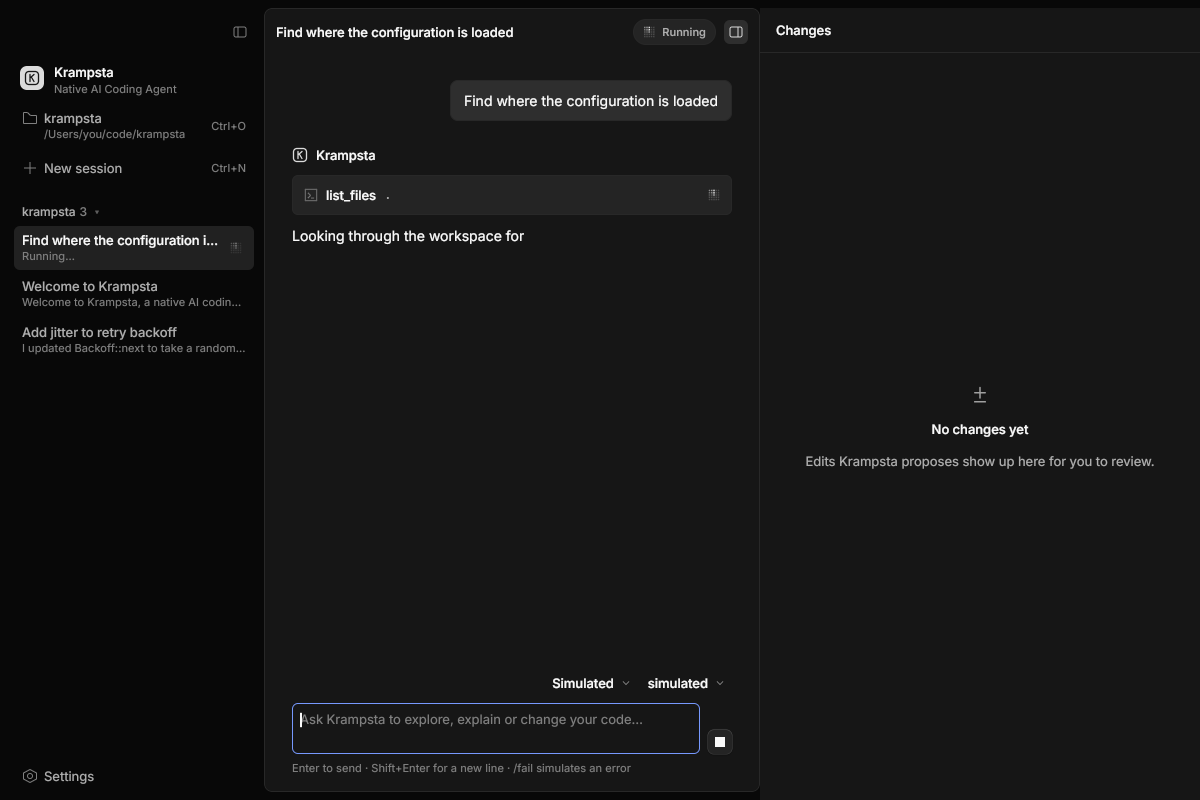 Krampsta
Native AI Coding Agent
krampsta
/Users/you/code/krampsta
Ctrl+O
New session
Ctrl+N
krampsta 3
Find where the configuration i...
Running...
Welcome to Krampsta
Welcome to Krampsta, a native AI codin...
Add jitter to retry backoff
I updated Backoff::next to take a random...
Settings
Find where the configuration is loaded
Running
Find where the configuration is loaded
Krampsta
list_files .
Looking through the workspace for
Simulated
simulated
Ask Krampsta to explore, explain or change your code...
Enter to send · Shift+Enter for a new line · /fail simulates an error
Changes
No changes yet
Edits Krampsta proposes show up here for you to review.